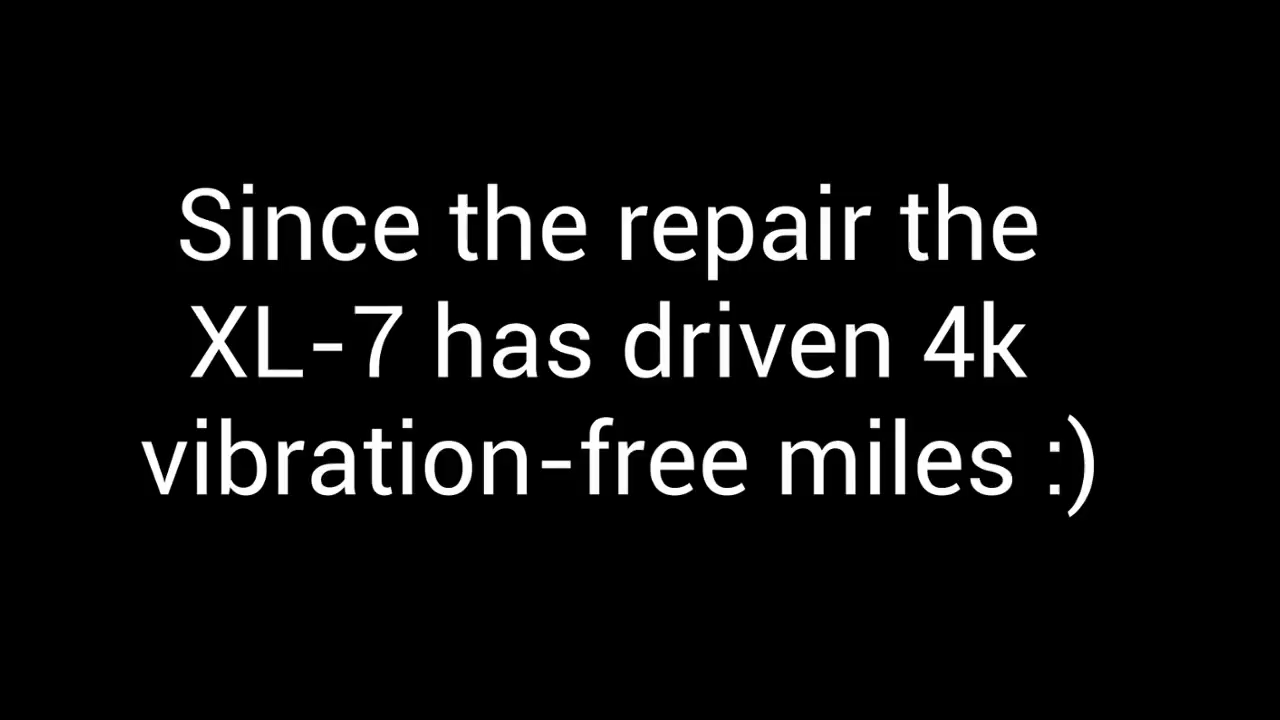 Since the repair the
XL-7 has driven 4k
vibration-free miles :)